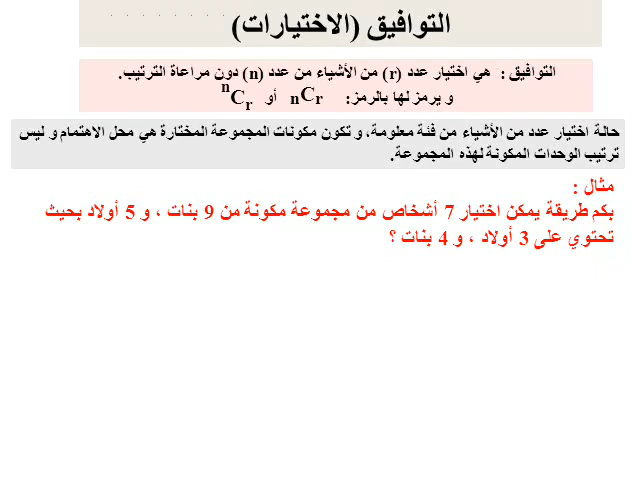 التوافيق (الاختيارات)
التوافيق : هي اختيار عدد (r) من الأشياء من عدد (n) دون مراعاة الترتيب.
و يرمز لها بالرمز: nCr أو nCr
حالة اختيار عدد من الأشياء من فئة معلومة، و تكون مكونات المجموعة المختارة هي محل الاهتمام و ليس
ترتيب الوحدات المكونة لهذه المجموعة.
مثال :
بكم طريقة يمكن اختيار 7 أشخاص من مجموعة مكونة من 9 بنات ، و 5 أولاد بحيث
تحتوي على 3 أولاد ، و 4 بنات ؟